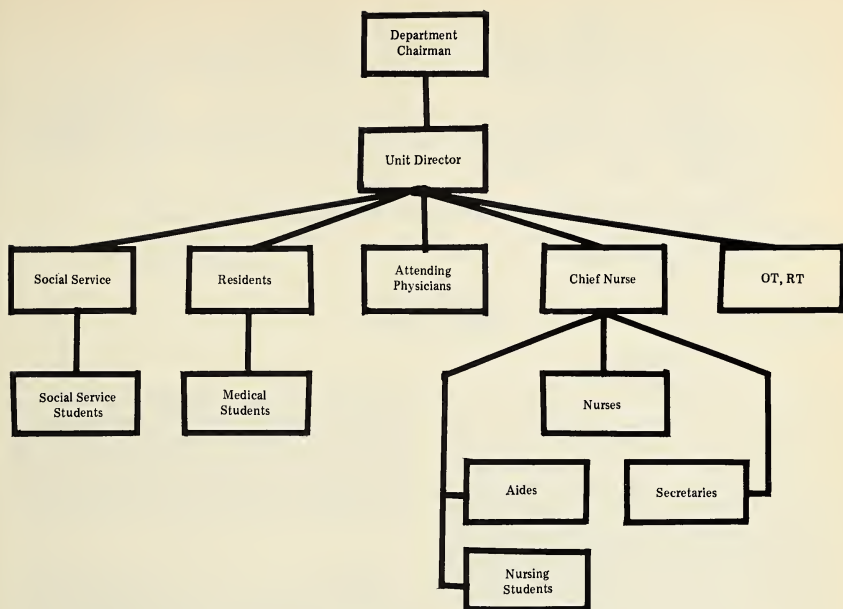 Department
Chairman
Unit Director
Social Service
Residents
Attending
Physicians
Chief Nurse
OT, RT
Social Service
Students
Medical
Students
Nurses
Aides
Secretaries
Nursing
Students